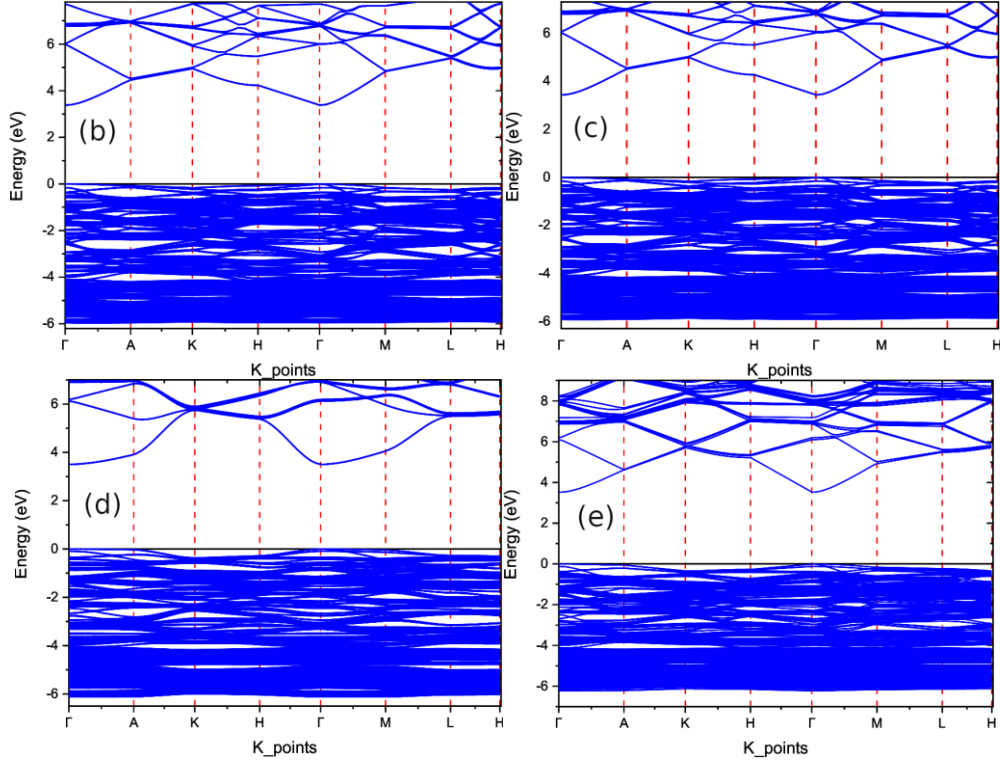 6
4
2
0
-2
-4
-6
Energy (eV)
(b)
Γ A K H Γ M L H
K_points
6
4
2
0
-2
-4
-6
Energy (eV)
(c)
Γ A K H Γ M L H
K_points
6
4
2
0
-2
-4
-6
Energy (eV)
(d)
Γ A K H Γ M L H
K_points
8
6
4
2
0
-2
-4
-6
Energy (eV)
(e)
Γ A K H Γ M L H
K_points